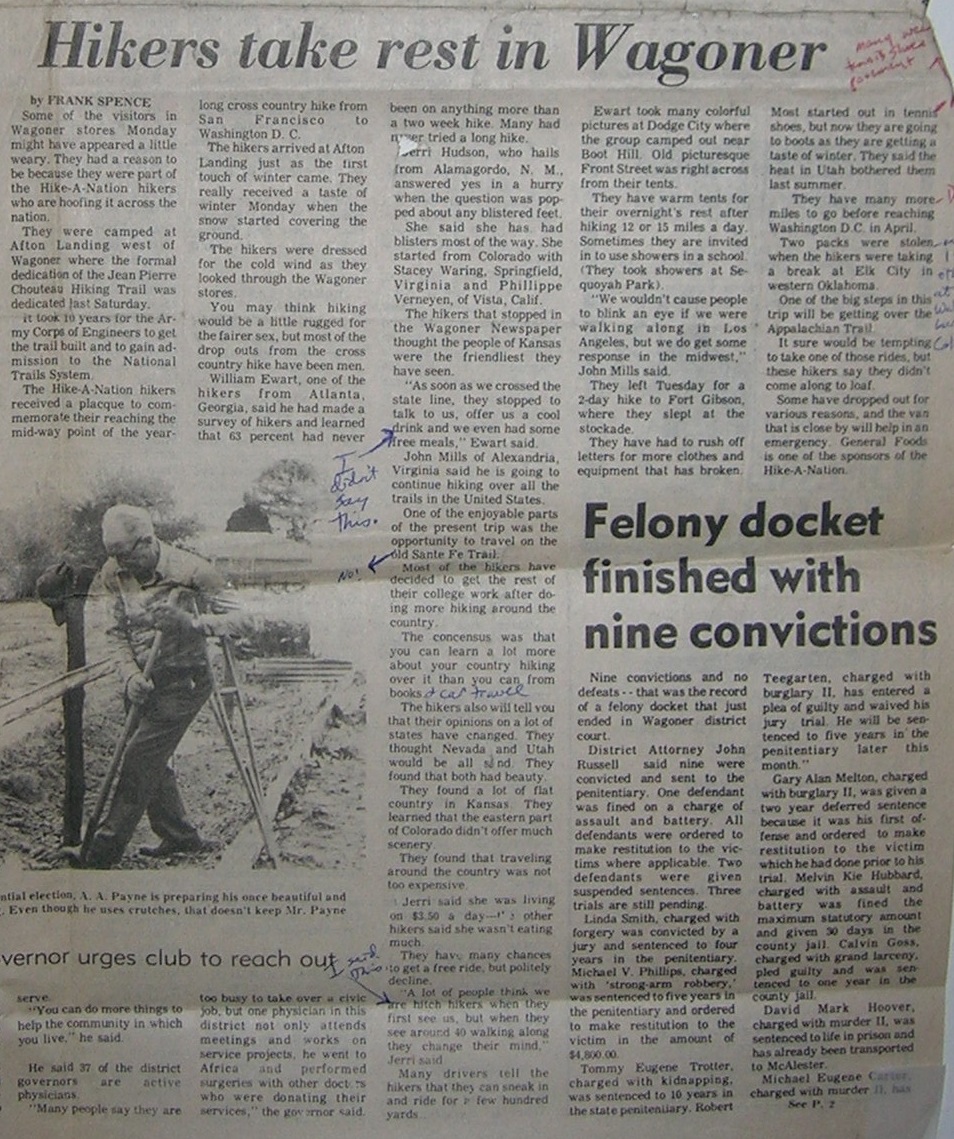 Hikers take rest in Wagoner
by FRANK SPENCE
Some of the visitors in
Wagoner stores Monday
might have appeared a little
weary. They had a reason to
be because they were part of
the Hike-A-Nation hikers
who are hoofing it across the
nation.
They were camped at
Afton Landing west of
Wagoner where the formal
dedication of the Jean Pierre
Chouteau Hiking Trail was
dedicated last Saturday.
It took 10 years for the Ar-
my Corps of Engineers to get
the trail built and to gain ad-
mission to the National
Trails System.
The Hike-A-Nation hikers
received a placque to com-
memorate their reaching the
mid-way point of the year-
long cross country hike from
San Francisco to
Washington D. C.
The hikers arrived at Afton
Landing just as the first
touch of winter came. They
really received a taste of
winter Monday when the
snow started covering the
ground.
The hikers were dressed
for the cold wind as they
looked through the Wagoner
stores.
You may think hiking
would be a little rugged for
the fairer sex, but most of the
drop outs from the cross
country hike have been men.
William Ewart, one of the
hikers from Atlanta,
Georgia, said he had made a
survey of hikers and learned
that 63 percent had never
been on anything more than
a two week hike. Many had
never tried a long hike.
Jerri Hudson, who hails
from Alamagordo, N. M.,
answered yes in a hurry
when the question was pop-
ped about any blistered feet.
She said she has had
blisters most of the way. She
started from Colorado with
Stacey Waring, Springfield,
Virginia and Phillippe
Verneyen, of Vista, Calif.
The hikers that stopped in
the Wagoner Newspaper
thought the people of Kansas
were the friendliest they
have seen.
"As soon as we crossed the
state line, they stopped to
talk to us, offer us a cool
drink and we even had some
free meals," Ewart said.
John Mills of Alexandria,
Virginia said he is going to
continue hiking over all the
trails in the United States.
One of the enjoyable parts
of the present trip was the
opportunity to travel on the
old Sante Fe Trail.
Most of the hikers have
decided to get the rest of
their college work after do-
ing more hiking around the
country.
The concensus was that
you can learn a lot more
about your country hiking
over it than you can from
books & car travel
The hikers also will tell you
that their opinions on a lot of
states have changed. They
thought Nevada and Utah
would be all sand. They
found that both had beauty.
They found a lot of flat
country in Kansas. They
learned that the eastern part
of Colorado didn't offer much
scenery.
They found that traveling
around the country was not
too expensive.
Jerri said she was living
on $3.50 a day-- other
hikers said she wasn't eating
much.
They have many chances
to get a free ride, but politely
decline.
"A lot of people think we
are hitch hikers when they
first see us, but when they
see around 40 walking along
they change their mind,"
Jerri said.
Many drivers tell the
hikers that they can sneak in
and ride for a few hundred
yards.
Ewart took many colorful
pictures at Dodge City where
the group camped out near
Boot Hill. Old picturesque
Front Street was right across
from their tents.
They have warm tents for
their overnight's rest after
hiking 12 or 15 miles a day.
Sometimes they are invited
in to use showers in a school.
(They took showers at Se-
quoyah Park).
"We wouldn't cause people
to blink an eye if we were
walking along in Los
Angeles, but we do get some
response in the midwest,"
John Mills said.
They left Tuesday for a
2-day hike to Fort Gibson,
where they slept at the
stockade.
They have had to rush off
letters for more clothes and
equipment that has broken.
Most started out in tennis
shoes, but now they are going
to boots as they are getting a
taste of winter. They said the
heat in Utah bothered them
last summer.
They have many more
miles to go before reaching
Washington D.C. in April.
Two packs were stolen
when the hikers were taking
a break at Elk City in
western Oklahoma.
One of the big steps in this
trip will be getting over the
Appalachian Trail.
It sure would be tempting
to take one of those rides, but
these hikers say they didn't
come along to loaf.
Some have dropped out for
various reasons, and the van
that is close by will help in an
emergency. General Foods
is one of the sponsors of the
Hike-A-Nation.
I
didn't
say
this.
No!
I said
this
ntial election, A. A. Payne is preparing his once beautiful and
. Even though he uses crutches, that doesn't keep Mr. Payne
vernor urges club to reach out
serve.
"You can do more things to
help the community in which
you live," he said.
He said 37 of the district
governors are active
physicians.
"Many people say they are
too busy to take over a civic
job, but one physician in this
district not only attends
meetings and works on
service projects, he went to
Africa and performed
surgeries with other doctors
who were donating their
services," the governor said.
Felony docket
finished with
nine convictions
Nine convictions and no
defeats -- that was the record
of a felony docket that just
ended in Wagoner district
court.
District Attorney John
Russell said nine were
convicted and sent to the
penitentiary. One defendant
was fined on a charge of
assault and battery. All
defendants were ordered to
make restitution to the vic-
tims where applicable. Two
defendants were given
suspended sentences. Three
trials are still pending.
Linda Smith, charged with
forgery was convicted by a
jury and sentenced to four
years in the penitentiary.
Michael V. Phillips, charged
with 'strong-arm robbery,'
was sentenced to five years in
the penitentiary and ordered
to make restitution to the
victim in the amount of
$4,800.00.
Tommy Eugene Trotter,
charged with kidnapping,
was sentenced to 10 years in
the state penitentiary. Robert
Teegarten, charged with
burglary II, has entered a
plea of guilty and waived his
jury trial. He will be sen-
tenced to five years in the
penitentiary later this
month."
Gary Alan Melton, charged
with burglary II, was given a
two year deferred sentence
because it was his first of-
fense and ordered to make
restitution to the victim
which he had done prior to his
trial. Melvin Kie Hubbard,
charged with assault and
battery was fined the
maximum statutory amount
and given 30 days in the
county jail. Calvin Goss,
charged with grand larceny,
pled guilty and was sen-
tenced to one year in the
county jail.
David Mark Hoover,
charged with murder II, was
sentenced to life in prison and
has already been transported
to McAlester.
Michael Eugene Carter,
charged with murder II, has
See P. 2